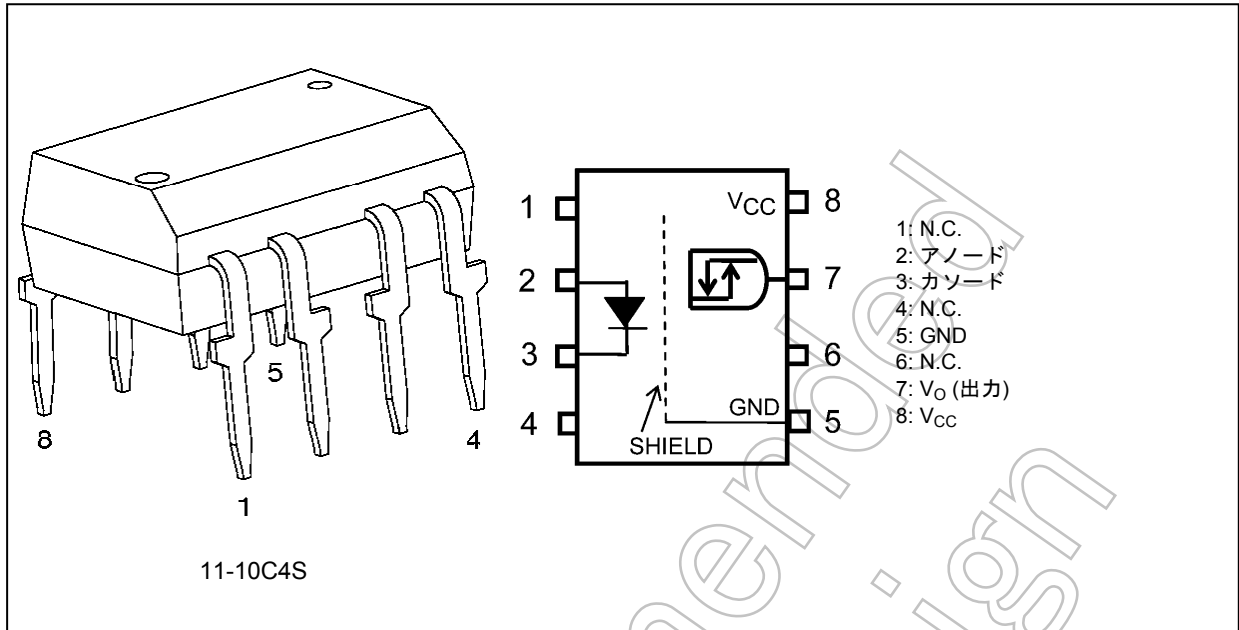 8
5
4
1
11-10C4S
1
2
3
4
VCC
8
7
6
GND
5
SHIELD
1: N.C.
2: アノード
3: カソード
4: N.C.
5: GND
6: N.C.
7: VO (出力)
8: VCC
mended
sign